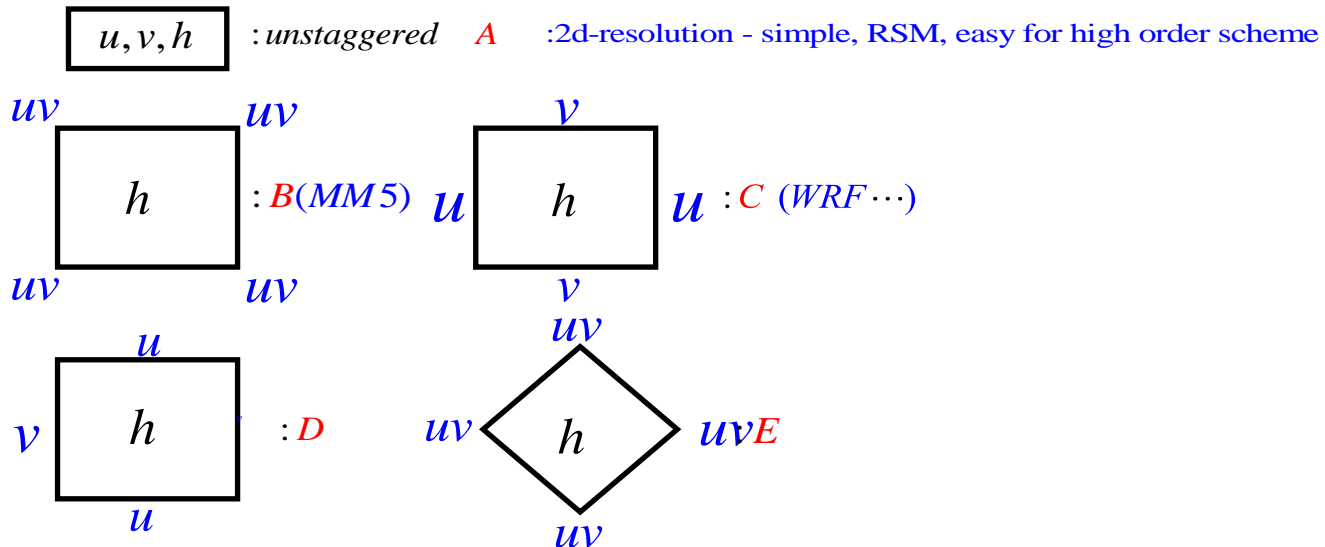 u, v, h : unstaggered A :2d-resolution - simple, RSM, easy for high order scheme
uv uv v
h : B(MM5) u h u : C (WRF⋯)
uv uv v
u uv
v h : D uv h uv : E
u uv